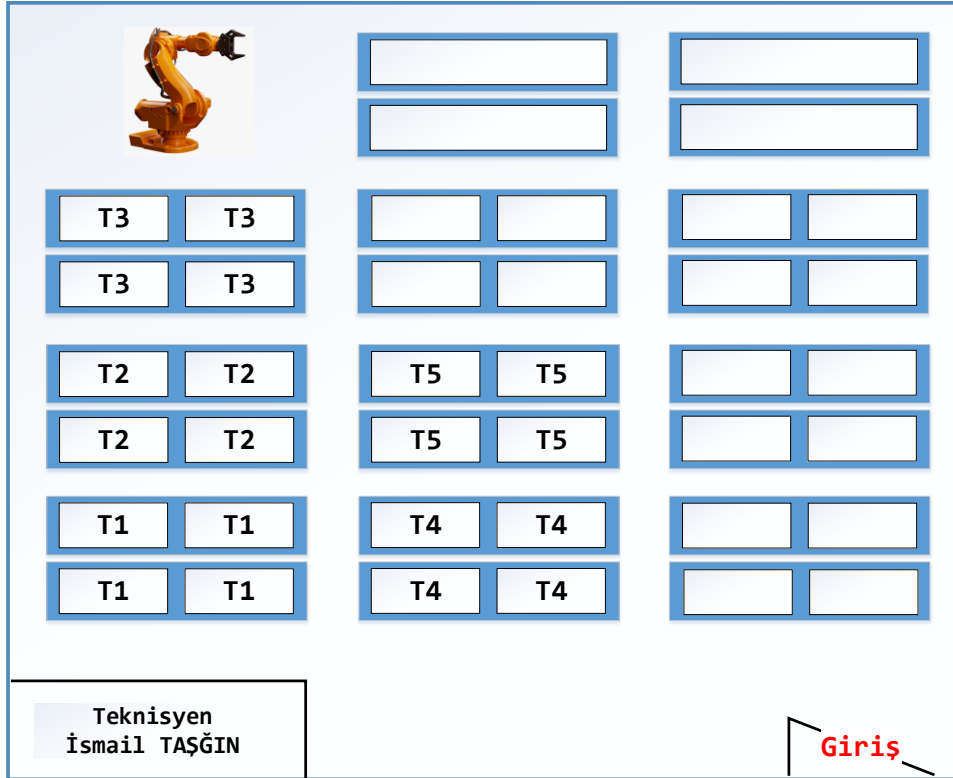 T3 T3
T3 T3
T2 T2 T5 T5
T2 T2 T5 T5
T1 T1 T4 T4
T1 T1 T4 T4
Teknisyen
İsmail TAŞĞIN
Giriş